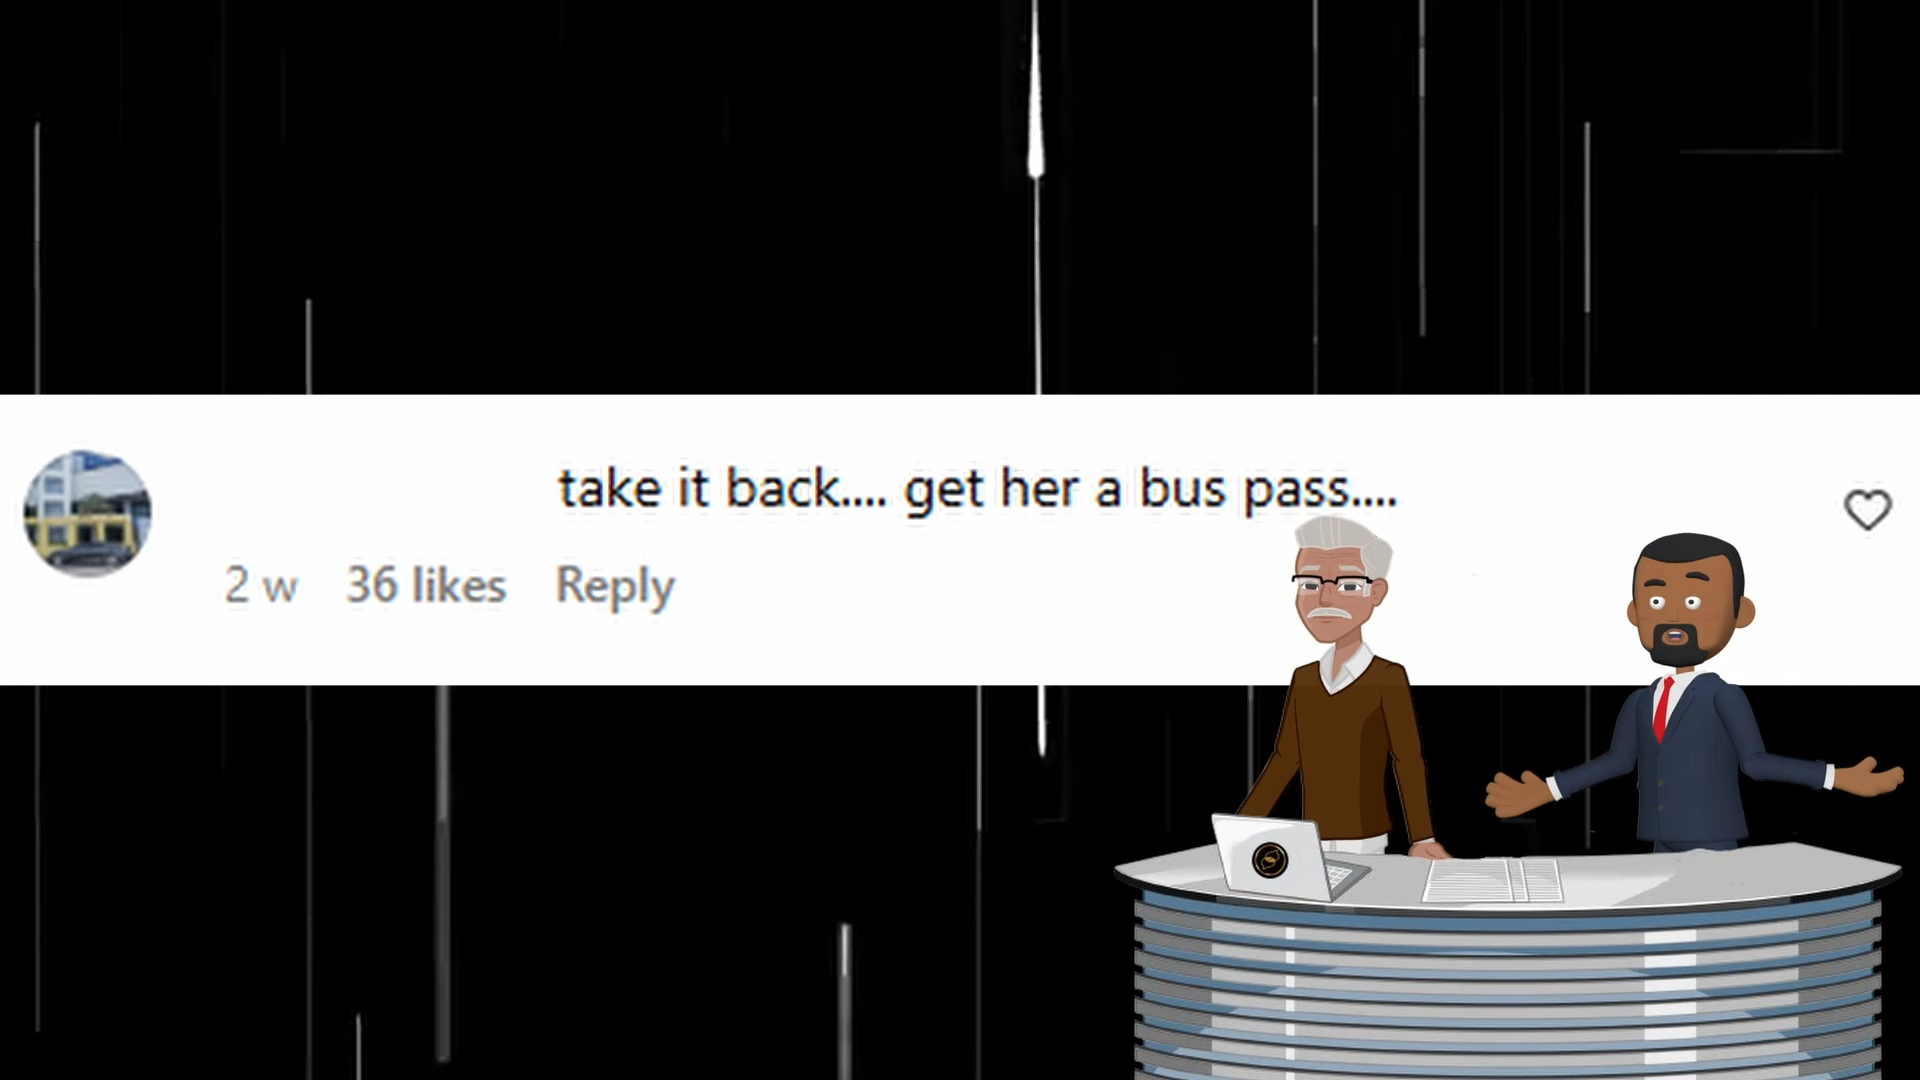 take it back.... get her a bus pass....
2 w 36 likes Reply